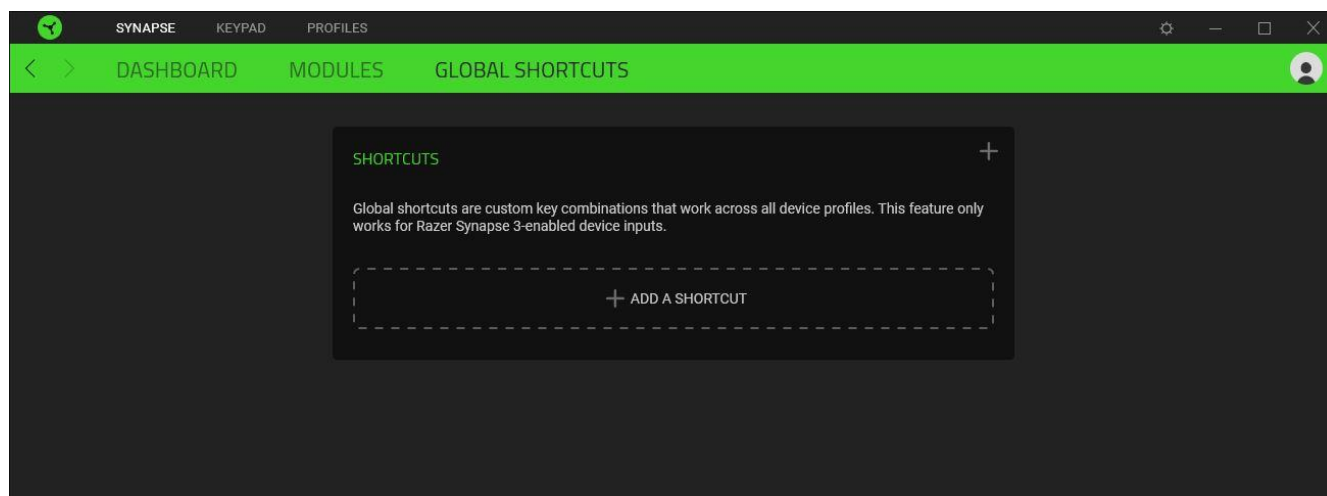 SYNAPSE KEYPAD PROFILES
DASHBOARD MODULES GLOBAL SHORTCUTS
SHORTCUTS
Global shortcuts are custom key combinations that work across all device profiles. This feature only
works for Razer Synapse 3-enabled device inputs.
ADD A SHORTCUT